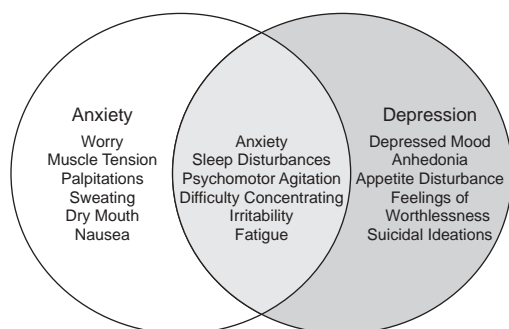 Anxiety
Worry
Muscle Tension
Palpitations
Sweating
Dry Mouth
Nausea
Anxiety
Sleep Disturbances
Psychomotor Agitation
Difficulty Concentrating
Irritability
Fatigue
Depression
Depressed Mood
Anhedonia
Appetite Disturbance
Feelings of
Worthlessness
Suicidal Ideations